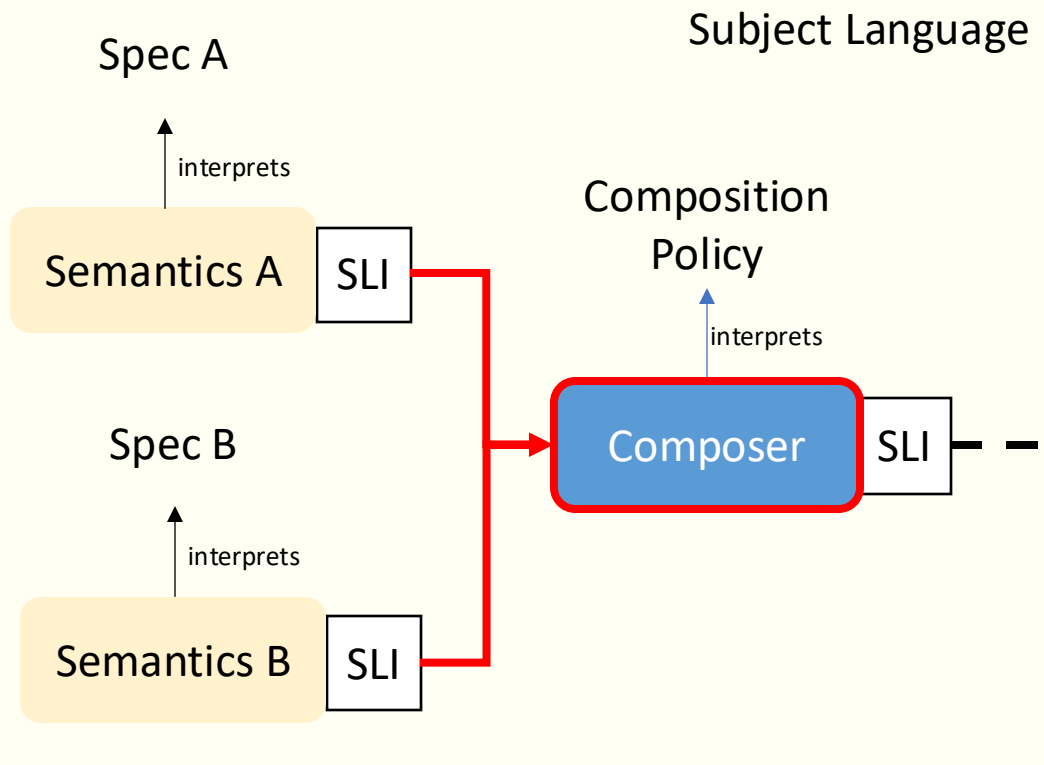 Subject Language
Spec A
interprets
Semantics A
SLI
Composition
Policy
interprets
Composer
SLI
Spec B
interprets
Semantics B
SLI